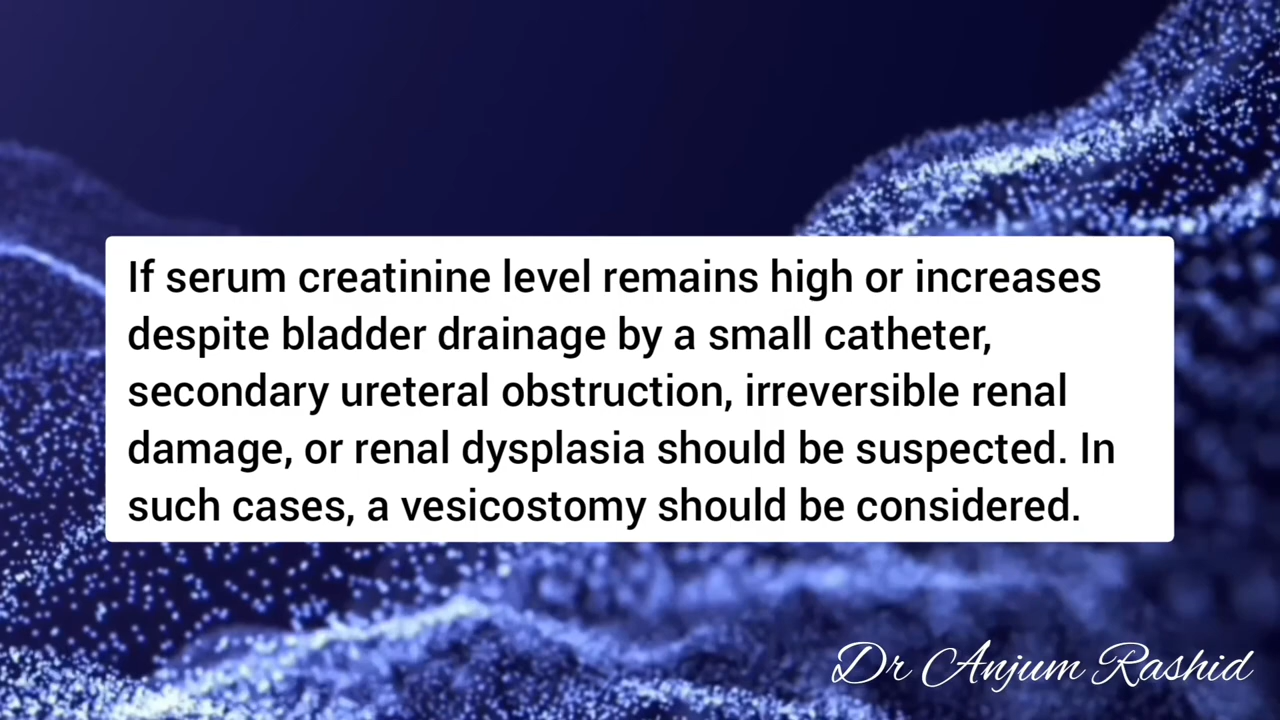 If serum creatinine level remains high or increases
despite bladder drainage by a small catheter,
secondary ureteral obstruction, irreversible renal
damage, or renal dysplasia should be suspected. In
such cases, a vesicostomy should be considered.
Dr Anjum Rashid